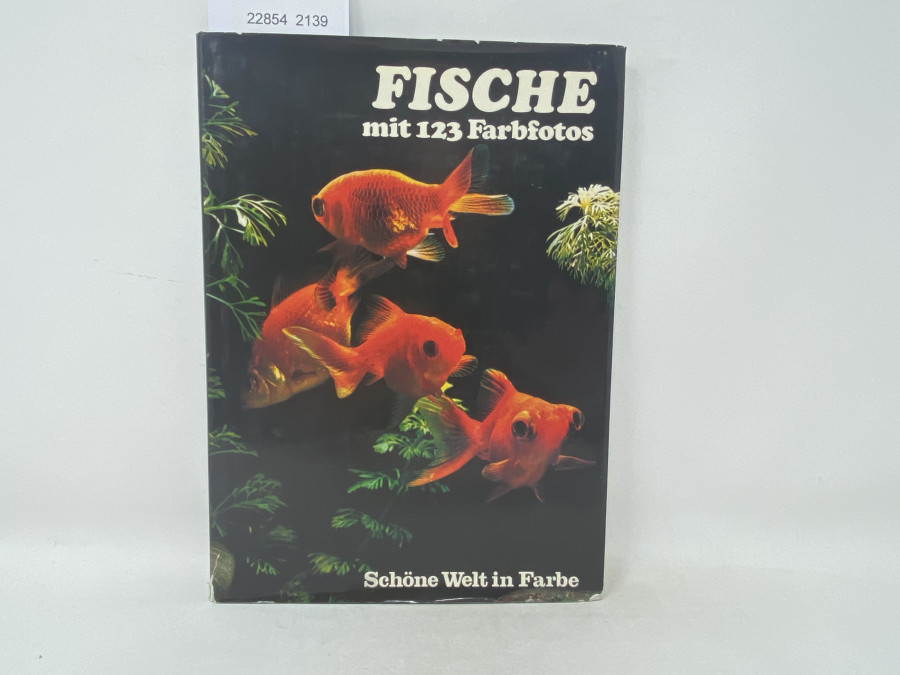 22854 2139
FISCHE
mit 123 Farbfotos
Schöne Welt in Farbe